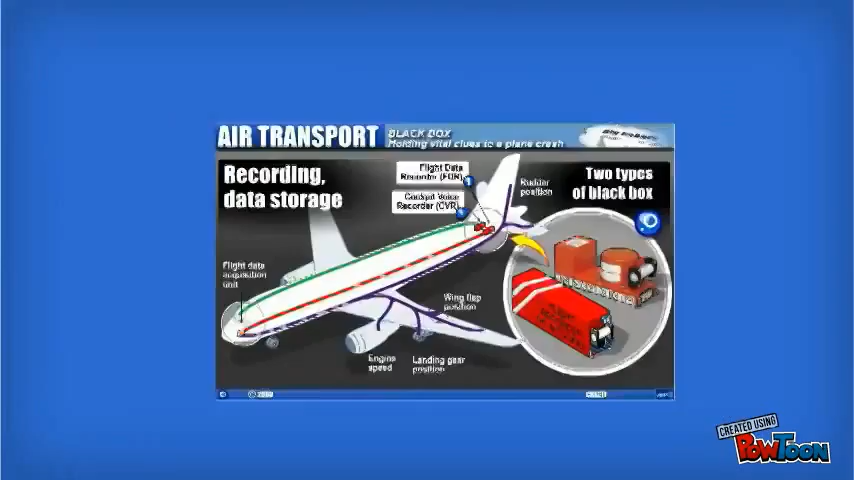 AIR TRANSPORT
BLACK BOX
Holding vital clues to a plane crash
Recording,
data storage
Flight Data
Recorder (FDR)
Cockpit Voice
Recorder (CVR)
Rudder
position
Two types
of black box
Flight data
acquisition
unit
Wing flap
position
Engine
speed
Landing gear
position
FLIGHT
RECORDER
CREATED USING
POWTOON